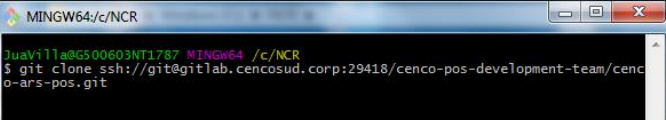 MINGW64:/c/NCR
JuaVilla@G500603NT1787 MINGW64 /c/NCR
$ git clone ssh://git@gitlab.cencosud.corp:29418/cenco-pos-development-team/cenc
o-ars-pos.git